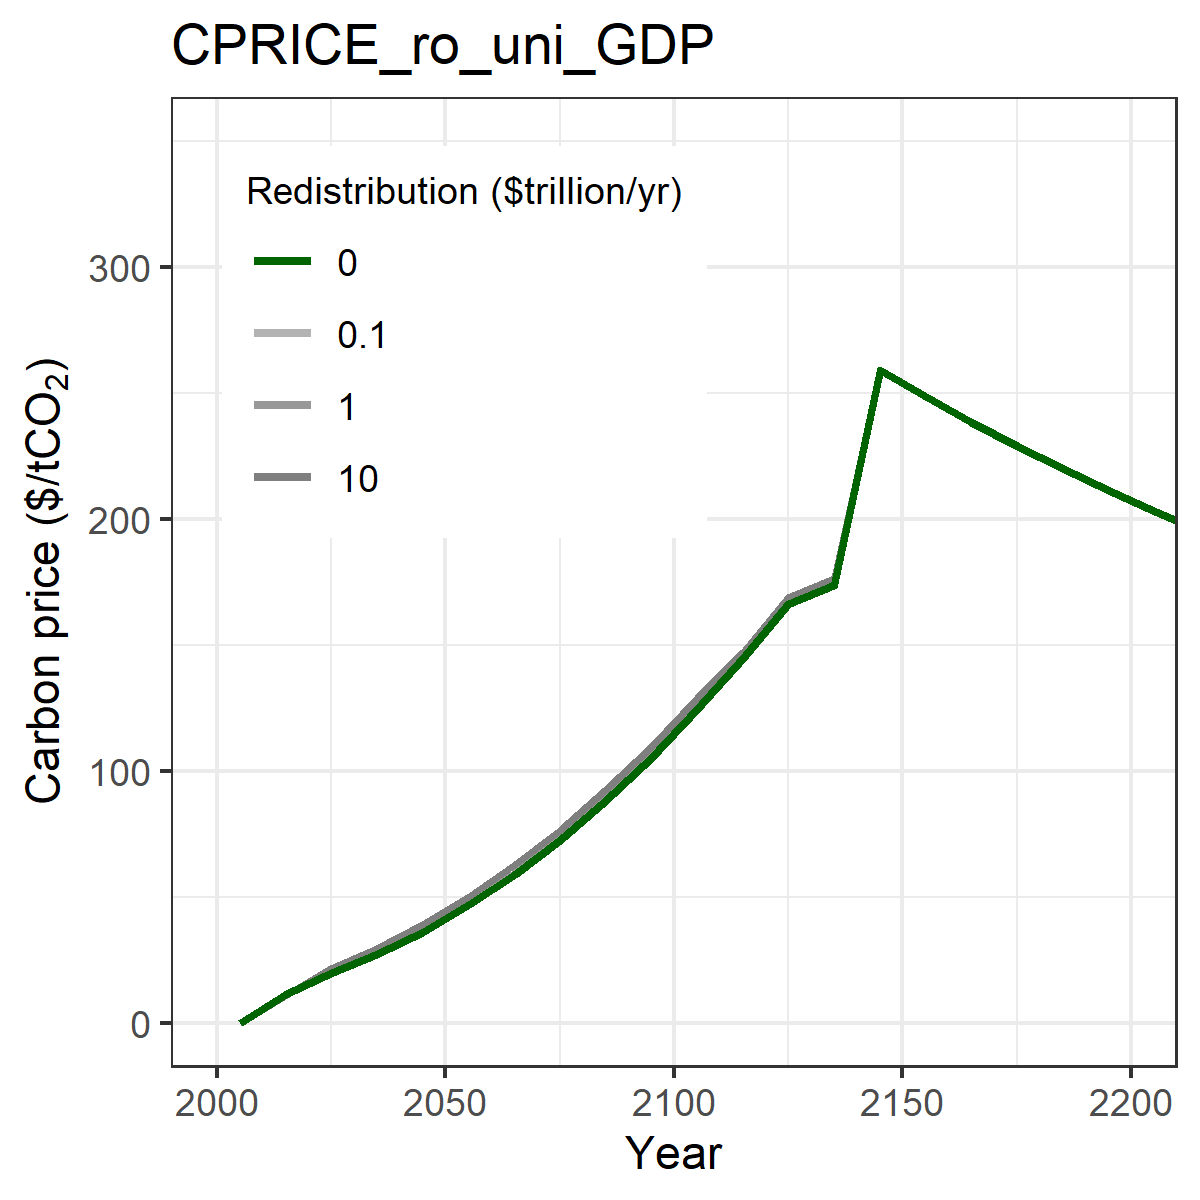 CPRICE_ro_uni_GDP
Redistribution ($trillion/yr)
0
0.1
1
10
300
200
100
0
Carbon price ($/tCO₂)
2000 2050 2100 2150 2200
Year